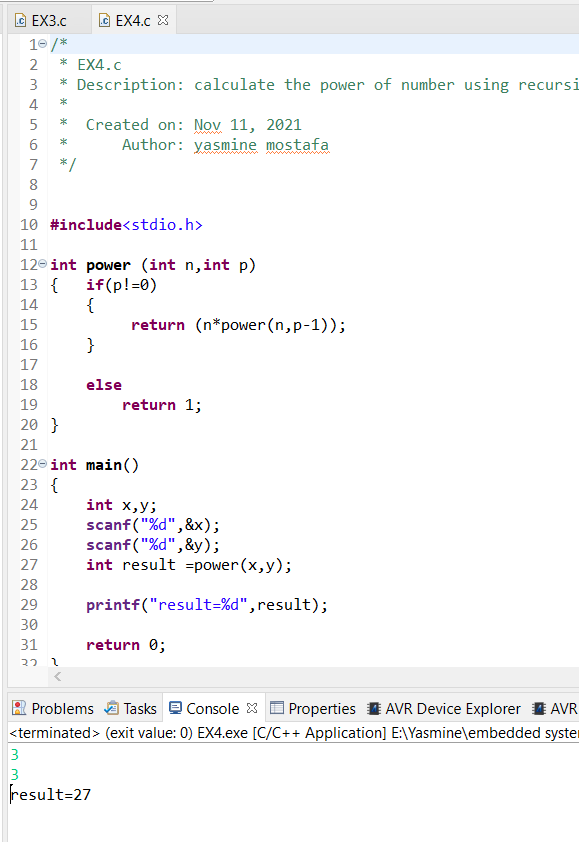 EX3.c EX4.c
1 /*
2 * EX4.c
3 * Description: calculate the power of number using recursi
4 *
5 * Created on: Nov 11, 2021
6 * Author: yasmine mostafa
7 */
8
9
10 #include<stdio.h>
11
12 int power (int n,int p)
13 { if(p!=0)
14 {
15 return (n*power(n,p-1));
16 }
17
18 else
19 return 1;
20 }
21
22 int main()
23 {
24 int x,y;
25 scanf("%d",&x);
26 scanf("%d",&y);
27 int result =power(x,y);
28
29 printf("result=%d",result);
30
31 return 0;
32 }
Problems Tasks Console Properties AVR Device Explorer AVR
<terminated> (exit value: 0) EX4.exe [C/C++ Application] E:\Yasmine\embedded syste
3
3
result=27